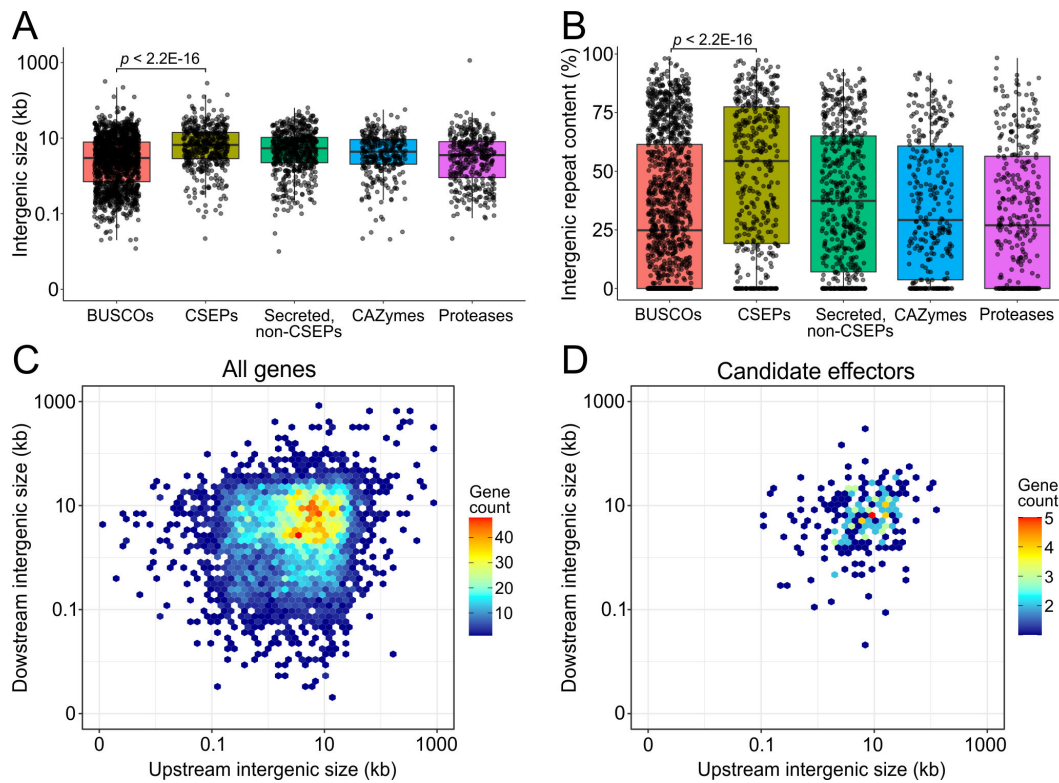 A
Intergenic size (kb)
1000
10
0.1
0
p < 2.2E-16
BUSCOs
CSEPs
Secreted,
non-CSEPs
CAZymes
Proteases
B
Intergenic repeat content (%)
100
75
50
25
0
p < 2.2E-16
BUSCOs
CSEPs
Secreted,
non-CSEPs
CAZymes
Proteases
C
All genes
Dowstream intergenic size (kb)
1000
10
0.1
0
0
0.1
10
1000
Upstream intergenic size (kb)
Gene
count
40
30
20
10
D
Candidate effectors
Dowstream intergenic size (kb)
1000
10
0.1
0
0
0.1
10
1000
Upstream intergenic size (kb)
Gene
count
5
4
3
2